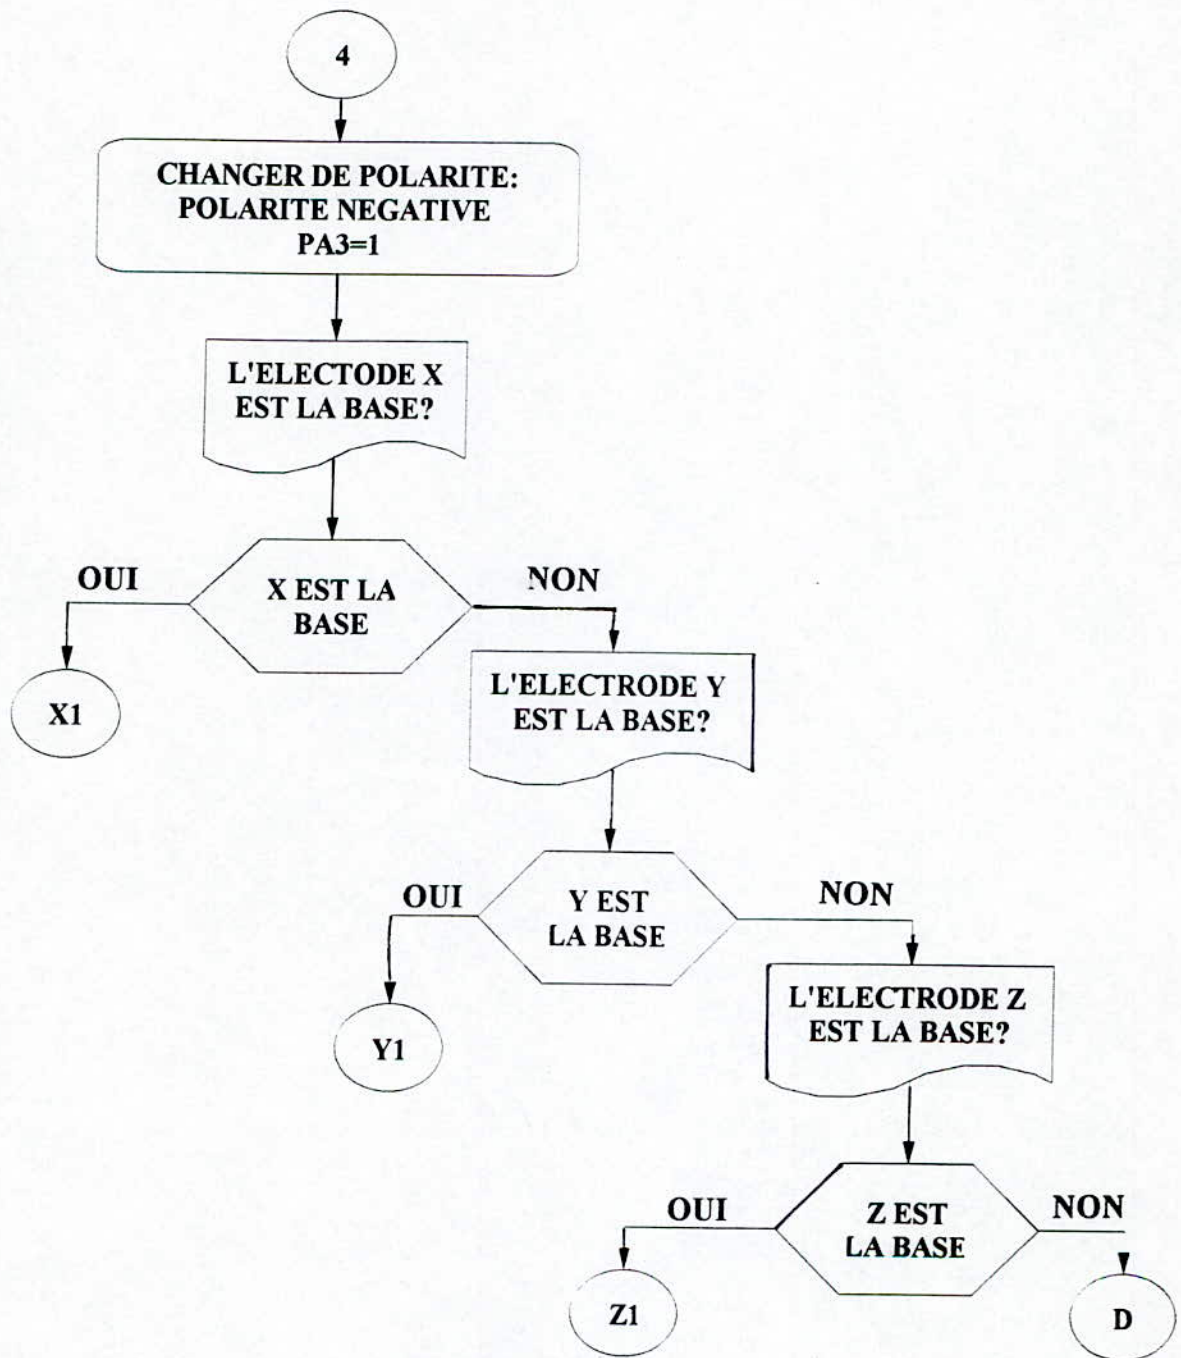 4
CHANGER DE POLARITE:
POLARITE NEGATIVE
PA3=1
L'ELECTODE X
EST LA BASE?
OUI
X EST LA
BASE
NON
X1
L'ELECTRODE Y
EST LA BASE?
OUI
Y EST
LA BASE
NON
Y1
L'ELECTRODE Z
EST LA BASE?
OUI
Z EST
LA BASE
NON
Z1
D